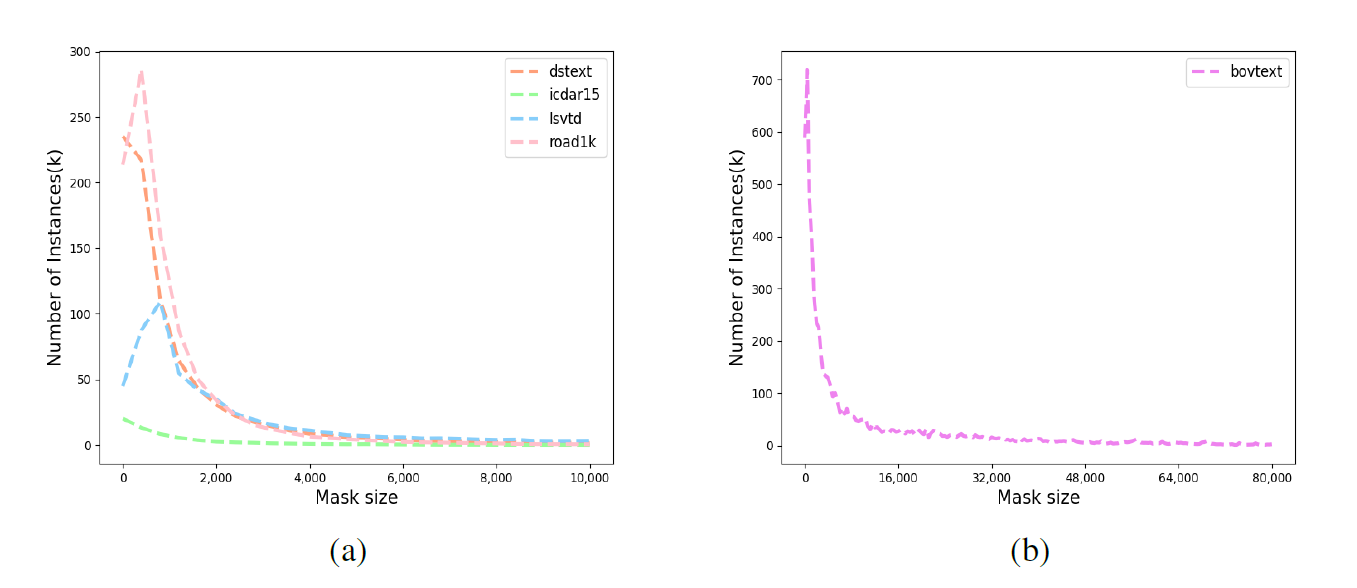 300
250
200
150
100
50
0
Number of Instances(k)
0 2,000 4,000 6,000 8,000 10,000
Mask size
dstext
icdar15
lsvtd
road1k
(a)
700
600
500
400
300
200
100
0
Number of Instances(k)
0 16,000 32,000 48,000 64,000 80,000
Mask size
bovtext
(b)